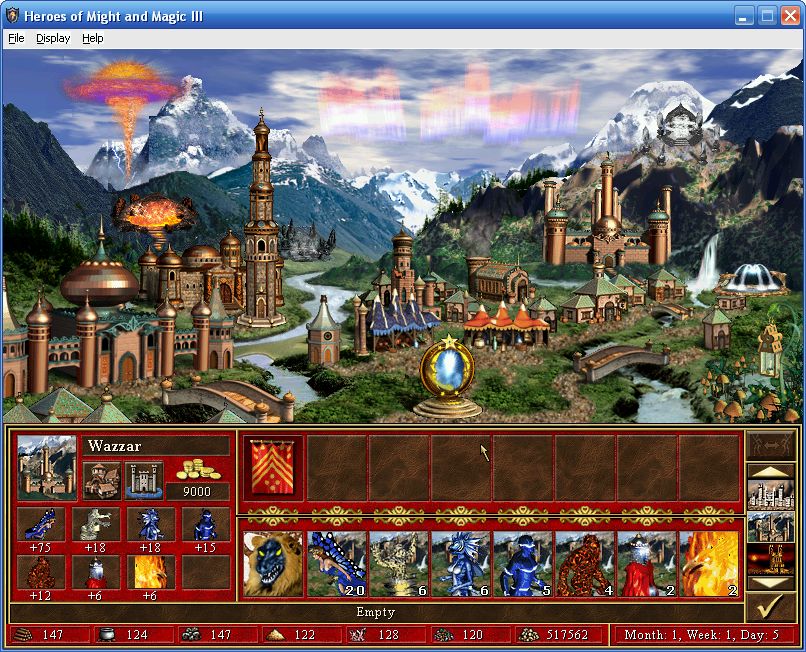 Heroes of Might and Magic III
File Display Help
Wazzar
9000
+75 +18 +18 +15
+12 +6 +6
20 6 6 5 4 2 2
Empty
147 124 147 122 128 120 517562 Month: 1, Week: 1, Day: 5